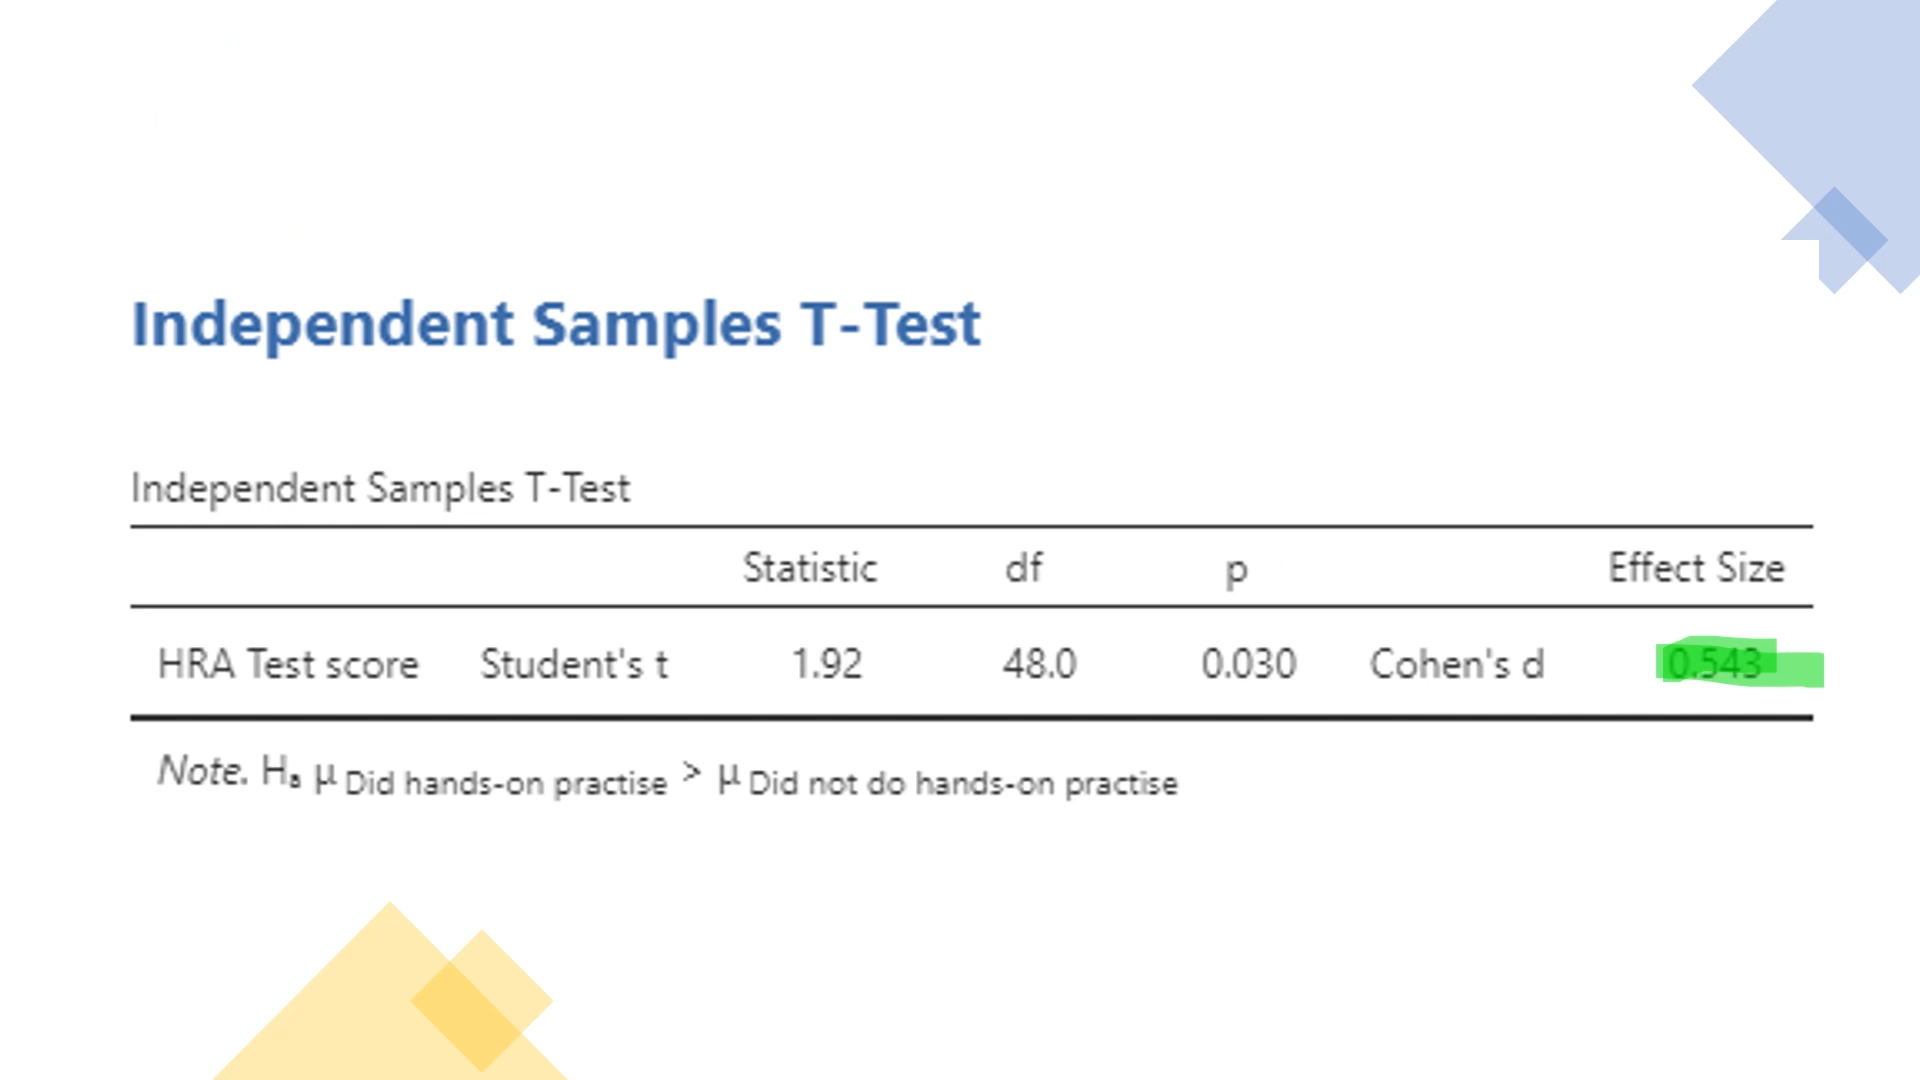 Independent Samples T-Test
Independent Samples T-Test
Statistic df p Effect Size
HRA Test score Student's t 1.92 48.0 0.030 Cohen's d 0.543
Note. Hₐ μ Did hands-on practise > μ Did not do hands-on practise